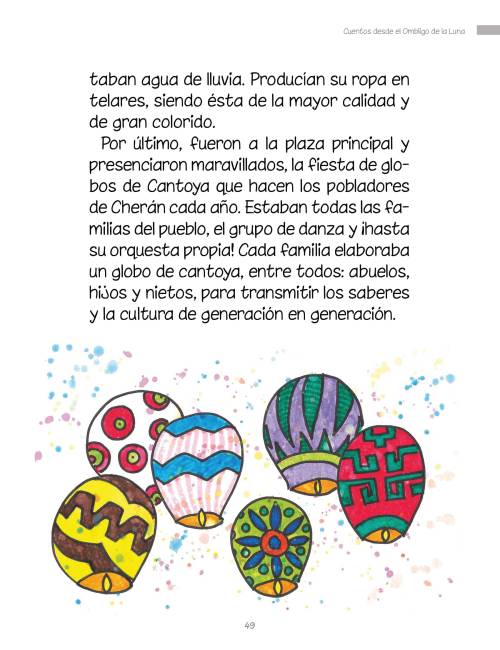 Cuentos desde el Ombligo de la Luna
taban agua de lluvia. Producían su ropa en
telares, siendo ésta de la mayor calidad y
de gran colorido.
Por último, fueron a la plaza principal y
presenciaron maravillados, la fiesta de glo-
bos de Cantoya que hacen los pobladores
de Cherán cada año. Estaban todas las fa-
milias del pueblo, el grupo de danza y ¡hasta
su orquesta propia! Cada familia elaboraba
un globo de cantoya, entre todos: abuelos,
hijos y nietos, para transmitir los saberes
y la cultura de generación en generación.
49